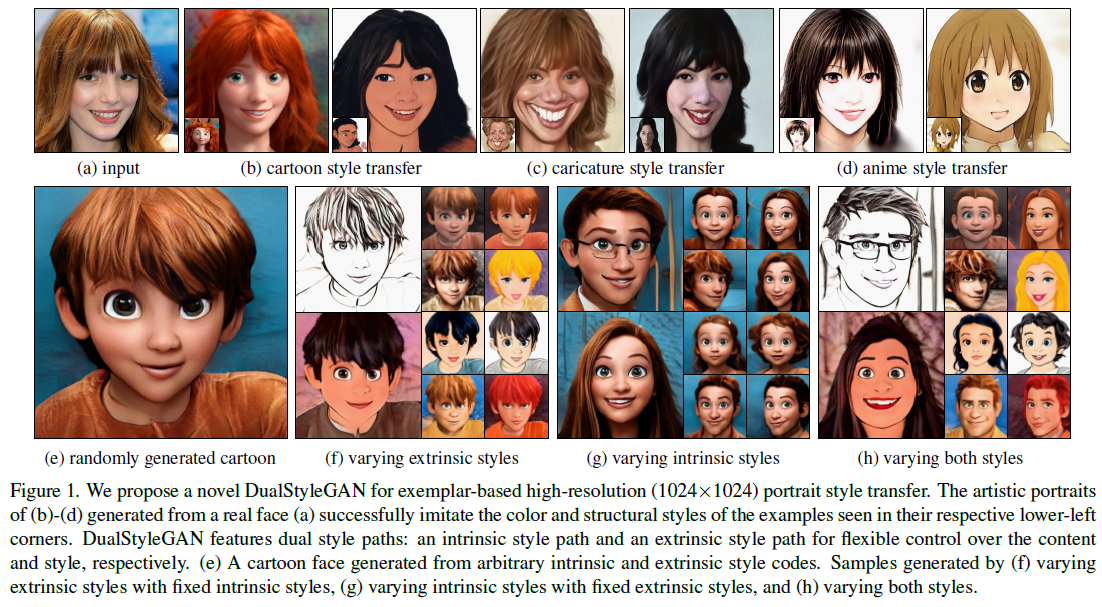 (a) input
(b) cartoon style transfer
(c) caricature style transfer
(d) anime style transfer
(e) randomly generated cartoon
(f) varying extrinsic styles
(g) varying intrinsic styles
(h) varying both styles
Figure 1. We propose a novel DualStyleGAN for exemplar-based high-resolution (1024×1024) portrait style transfer. The artistic portraits
of (b)-(d) generated from a real face (a) successfully imitate the color and structural styles of the examples seen in their respective lower-left
corners. DualStyleGAN features dual style paths: an intrinsic style path and an extrinsic style path for flexible control over the content
and style, respectively. (e) A cartoon face generated from arbitrary intrinsic and extrinsic style codes. Samples generated by (f) varying
extrinsic styles with fixed intrinsic styles, (g) varying intrinsic styles with fixed extrinsic styles, and (h) varying both styles.